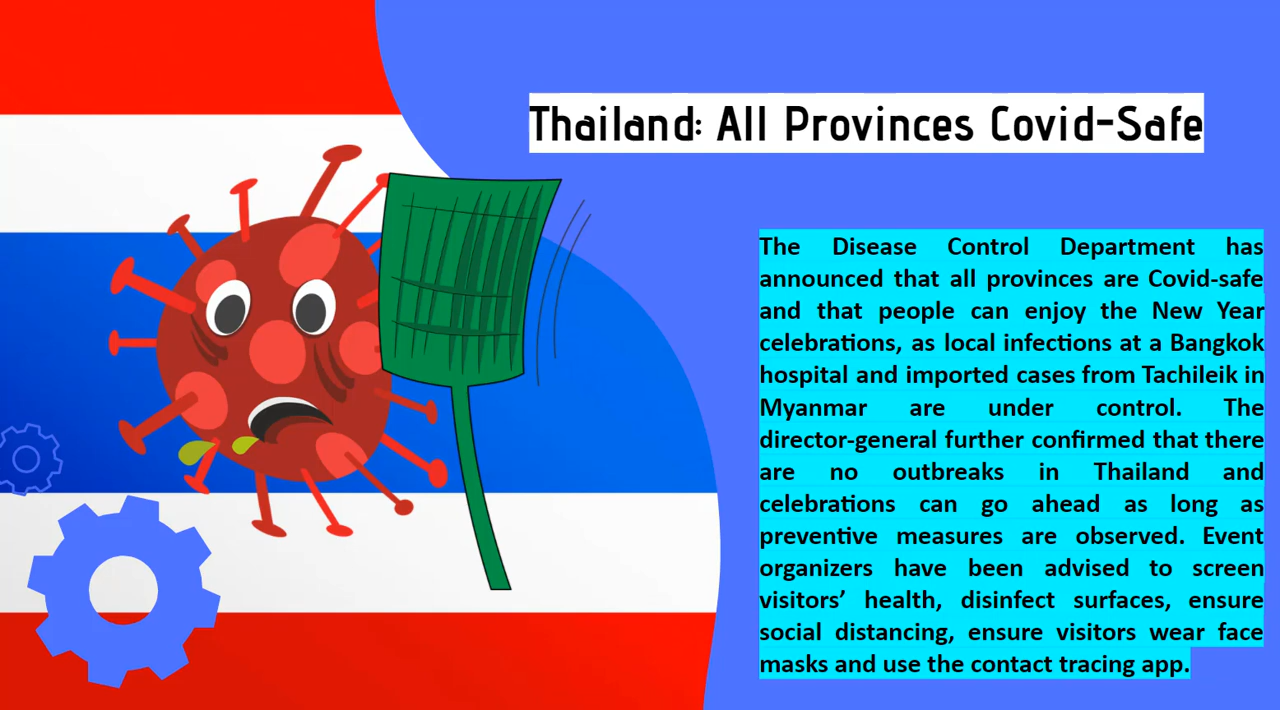 Thailand: All Provinces Covid-Safe
The Disease Control Department has
announced that all provinces are Covid-safe
and that people can enjoy the New Year
celebrations, as local infections at a Bangkok
hospital and imported cases from Tachileik in
Myanmar are under control. The
director-general further confirmed that there
are no outbreaks in Thailand and
celebrations can go ahead as long as
preventive measures are observed. Event
organizers have been advised to screen
visitors’ health, disinfect surfaces, ensure
social distancing, ensure visitors wear face
masks and use the contact tracing app.